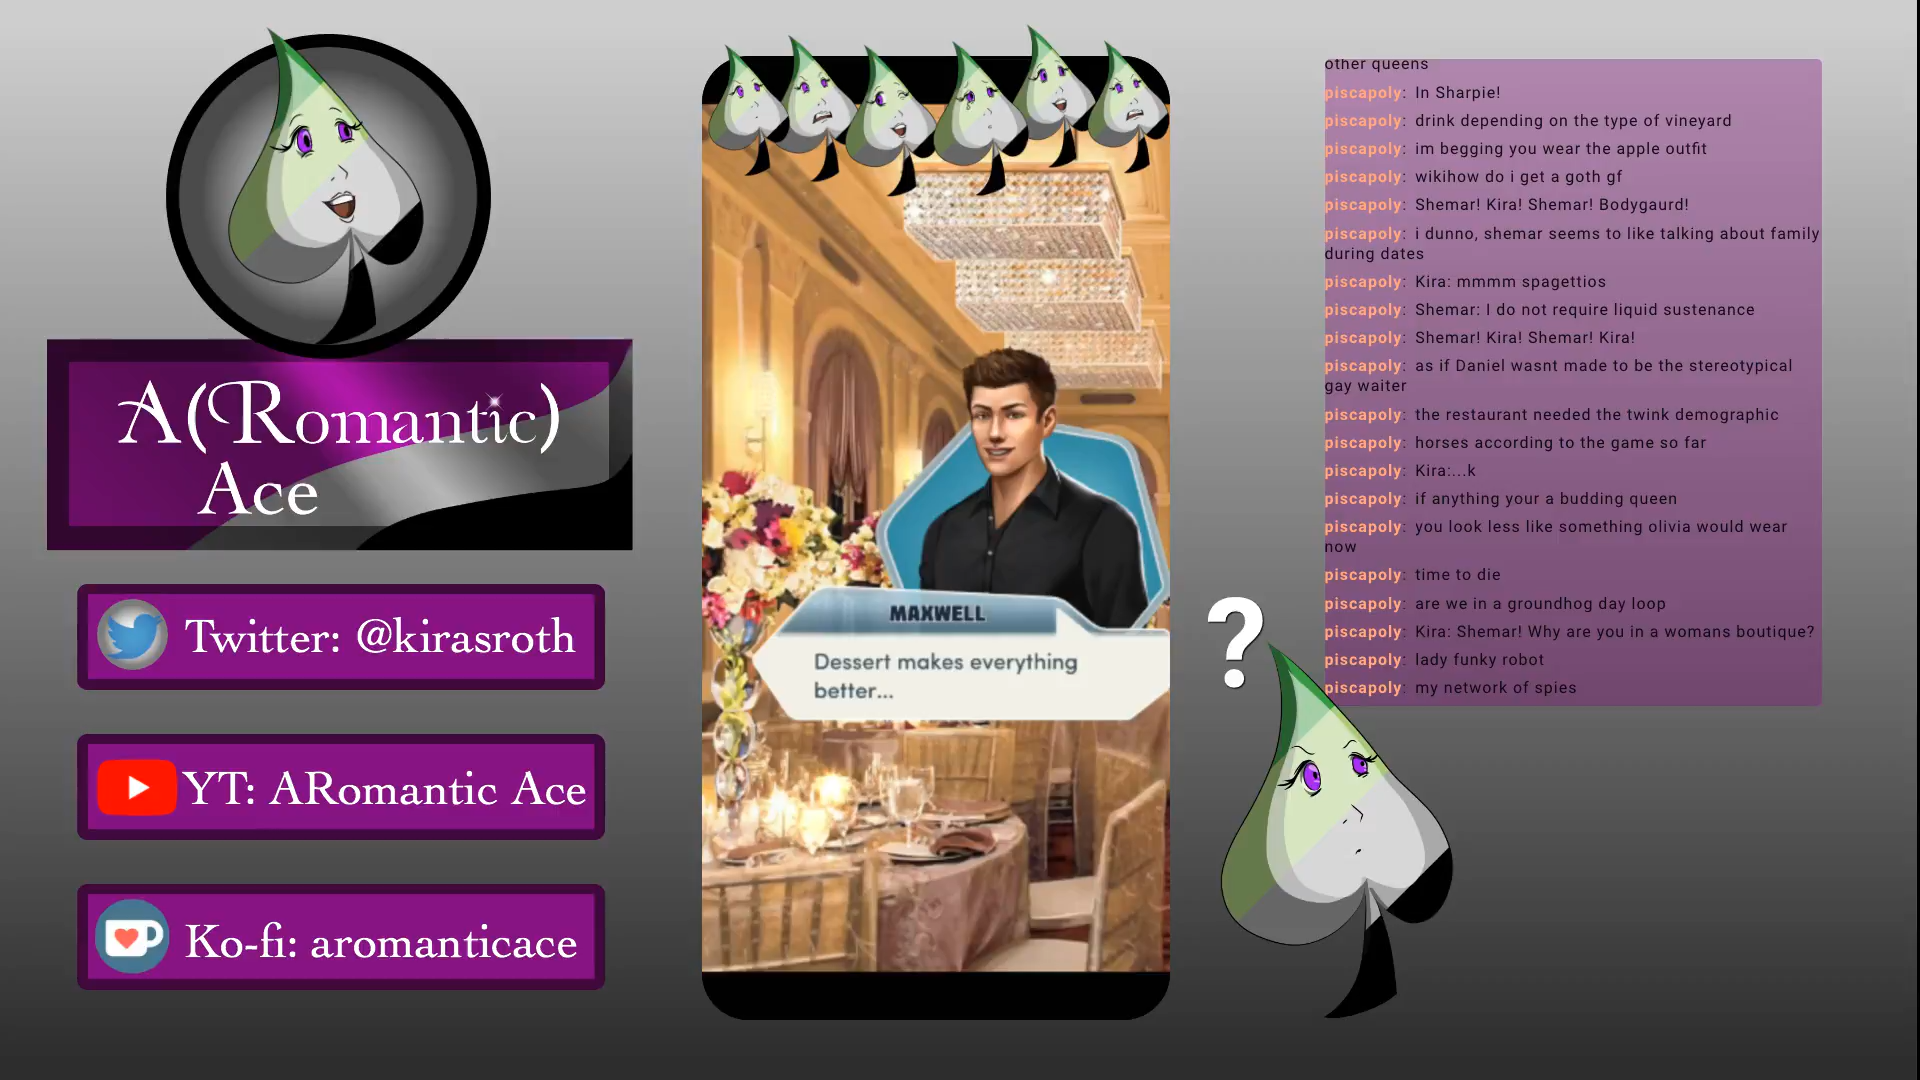 A(Romantic)
Ace
Twitter: @kirasroth
YT: ARomantic Ace
Ko-fi: aromanticace
MAXWELL
Dessert makes everything
better...
?
other queens
piscapoly: In Sharpie!
piscapoly: drink depending on the type of vineyard
piscapoly: im begging you wear the apple outfit
piscapoly: wikihow do i get a goth gf
piscapoly: Shemar! Kira! Shemar! Bodygaurd!
piscapoly: i dunno, shemar seems to like talking about family
during dates
piscapoly: Kira: mmmm spagettios
piscapoly: Shemar: I do not require liquid sustenance
piscapoly: Shemar! Kira! Shemar! Kira!
piscapoly: as if Daniel wasnt made to be the stereotypical
gay waiter
piscapoly: the restaurant needed the twink demographic
piscapoly: horses according to the game so far
piscapoly: Kira:...k
piscapoly: if anything your a budding queen
piscapoly: you look less like something olivia would wear
now
piscapoly: time to die
piscapoly: are we in a groundhog day loop
piscapoly: Kira: Shemar! Why are you in a womans boutique?
piscapoly: lady funky robot
piscapoly: my network of spies